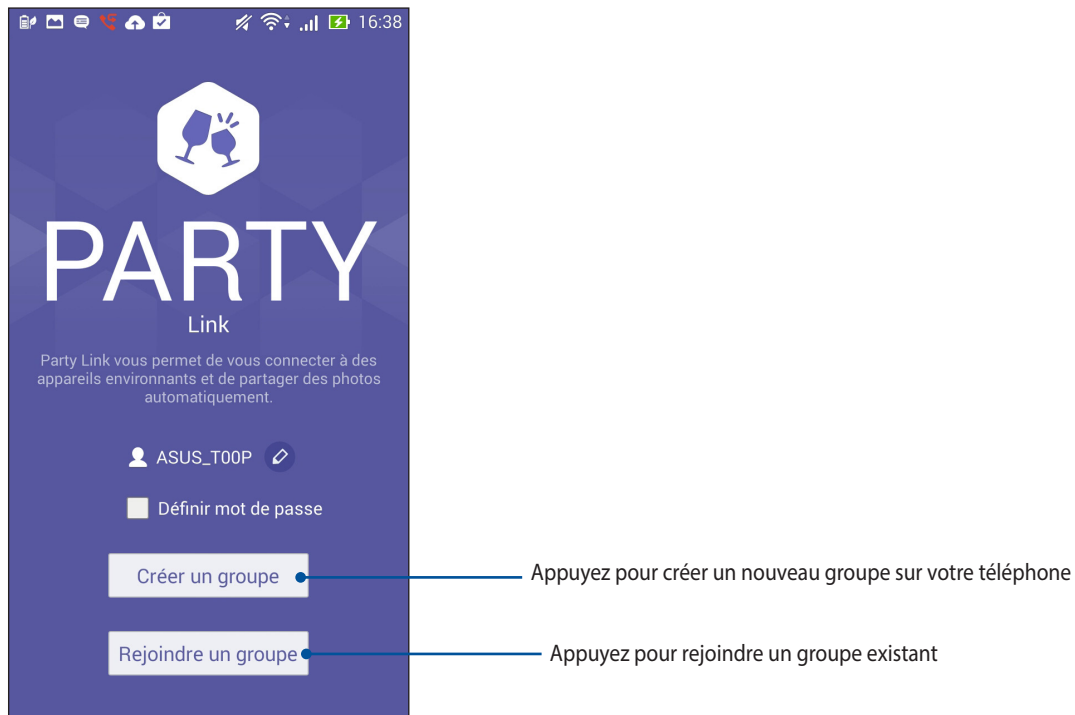 16:38
PARTY
Link
Party Link vous permet de vous connecter à des
appareils environnants et de partager des photos
automatiquement.
ASUS_T00P
Définir mot de passe
Créer un groupe
Appuyez pour créer un nouveau groupe sur votre téléphone
Rejoindre un groupe
Appuyez pour rejoindre un groupe existant